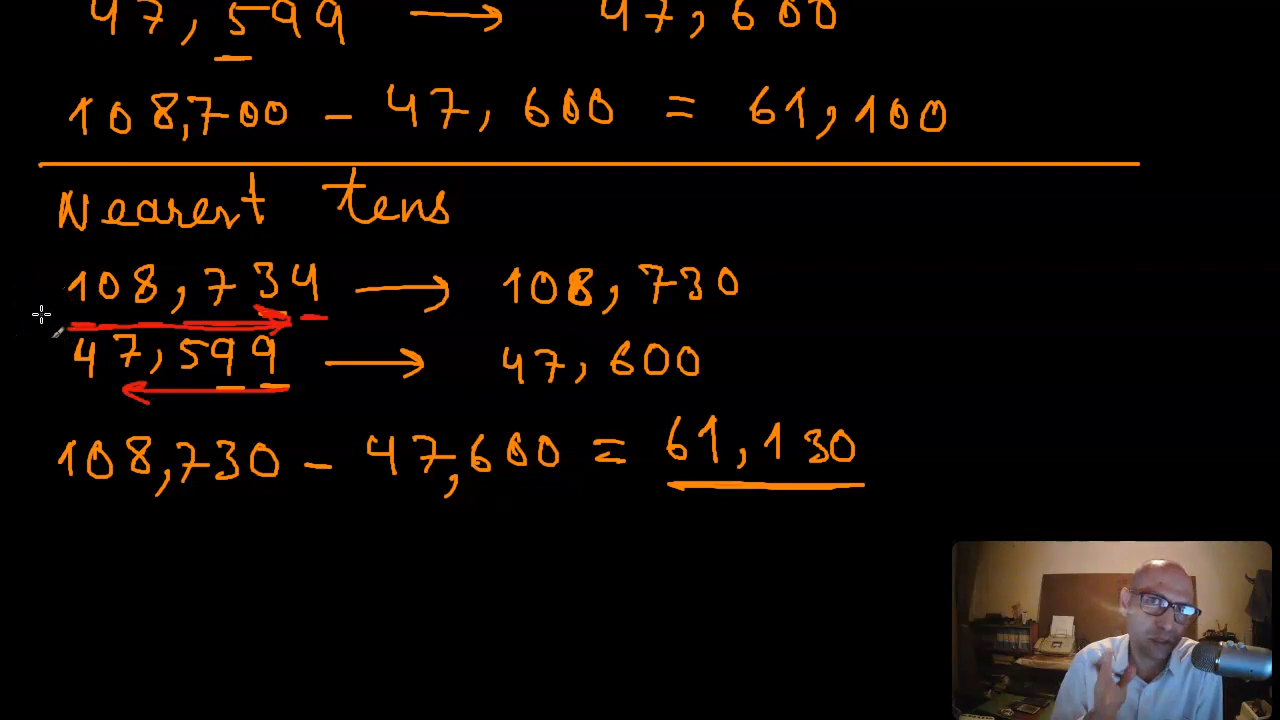 47,599 → 47,600
108,700 - 47,600 = 61,100
Nearest tens
108,734 → 108,730
47,599 → 47,600
108,730 - 47,600 = 61,130